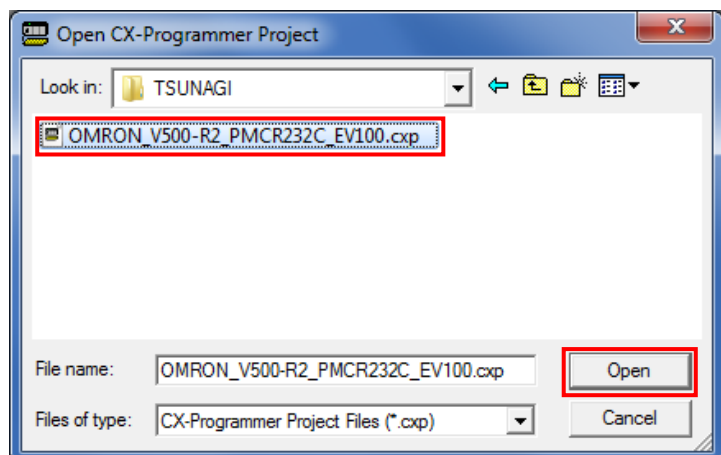 Open CX-Programmer Project
Look in: TSUNAGI
OMRON_V500-R2_PMCR232C_EV100.cxp
File name: OMRON_V500-R2_PMCR232C_EV100.cxp Open
Files of type: CX-Programmer Project Files (*.cxp) Cancel